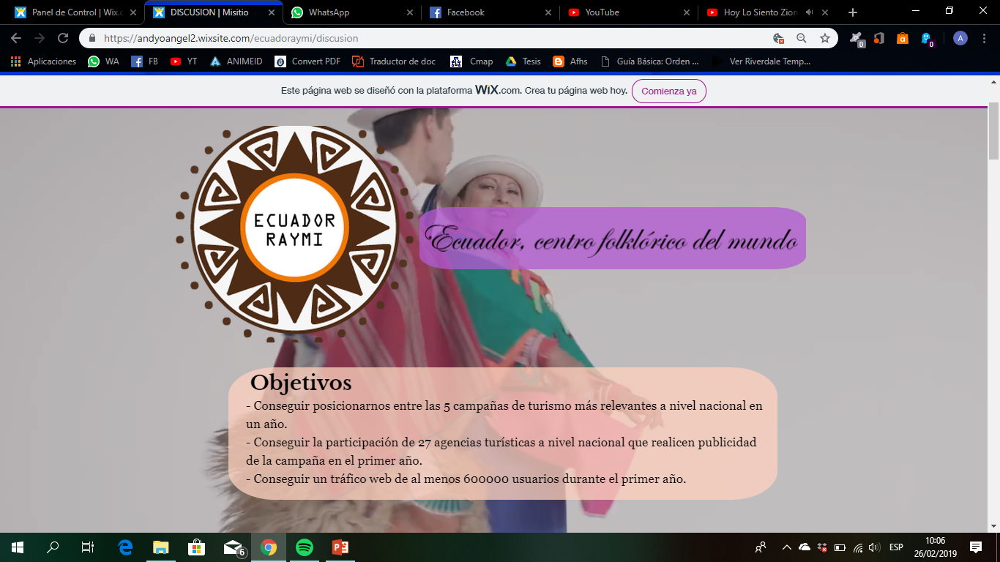 Panel de Control | Wix.c
DISCUSION | Misitio
WhatsApp
Facebook
YouTube
Hoy Lo Siento Zion
https://andyoangel2.wixsite.com/ecuadoraymi/discusion
0
0
A
Aplicaciones
WA
FB
YT
ANIMEID
Convert PDF
Traductor de doc
Cmap
Tesis
Afhs
Guía Básica: Orden ...
Ver Riverdale Temp...
Este página web se diseñó con la plataforma WiX.com. Crea tu página web hoy.
Comienza ya
ECUADOR
RAYMI
Ecuador, centro folklórico del mundo
Objetivos
- Conseguir posicionarnos entre las 5 campañas de turismo más relevantes a nivel nacional en
un año.
- Conseguir la participación de 27 agencias turísticas a nivel nacional que realicen publicidad
de la campaña en el primer año.
- Conseguir un tráfico web de al menos 600000 usuarios durante el primer año.
6
ESP
10:06
26/02/2019